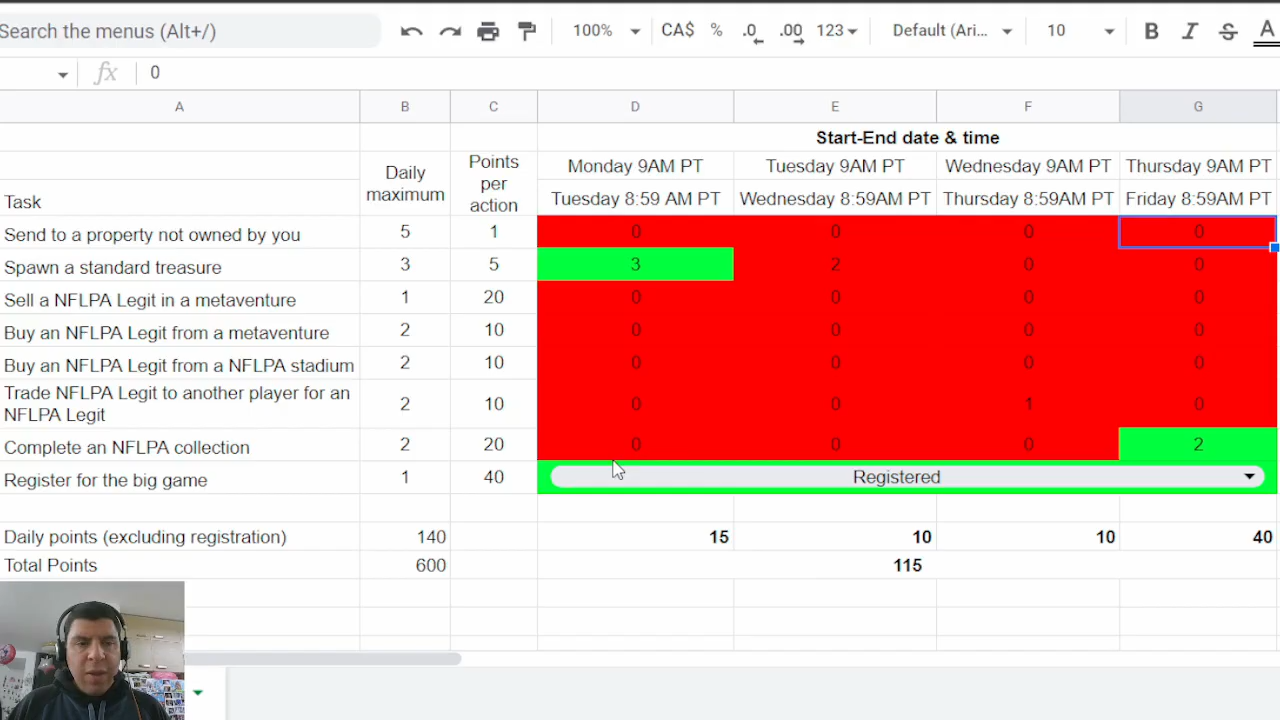 Search the menus (Alt+/)
100% CA$ % .0 .00 123 Default (Ari... 10 B I S A
fx 0
A B C D E F G
Start-End date & time
Task Daily maximum Points per action Monday 9AM PT Tuesday 9AM PT Wednesday 9AM PT Thursday 9AM PT
Tuesday 8:59 AM PT Wednesday 8:59AM PT Thursday 8:59AM PT Friday 8:59AM PT
Send to a property not owned by you 5 1 0 0 0 0
Spawn a standard treasure 3 5 3 2 0 0
Sell a NFLPA Legit in a metaventure 1 20 0 0 0 0
Buy an NFLPA Legit from a metaventure 2 10 0 0 0 0
Buy an NFLPA Legit from a NFLPA stadium 2 10 0 0 0 0
Trade NFLPA Legit to another player for an
NFLPA Legit 2 10 0 0 1 0
Complete an NFLPA collection 2 20 0 0 0 2
Register for the big game 1 40 Registered
Daily points (excluding registration) 140 15 10 10 40
Total Points 600 115